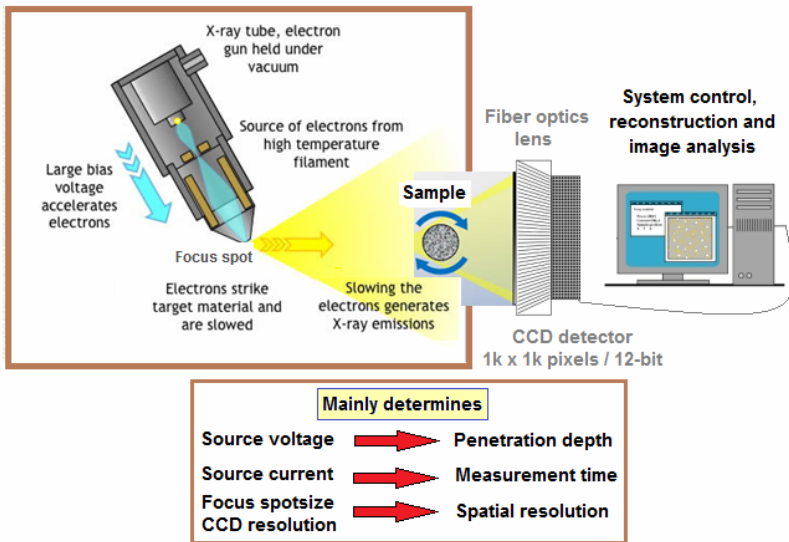 X-ray tube, electron
gun held under
vacuum
Source of electrons from
high temperature
filament
Large bias
voltage
accelerates
electrons
Focus spot
Electrons strike
target material and
are slowed
Slowing the
electrons generates
X-ray emissions
Sample
Fiber optics
lens
CCD detector
1k x 1k pixels / 12-bit
System control,
reconstruction and
image analysis
Mainly determines
Source voltage
Penetration depth
Source current
Measurement time
Focus spotsize
CCD resolution
Spatial resolution